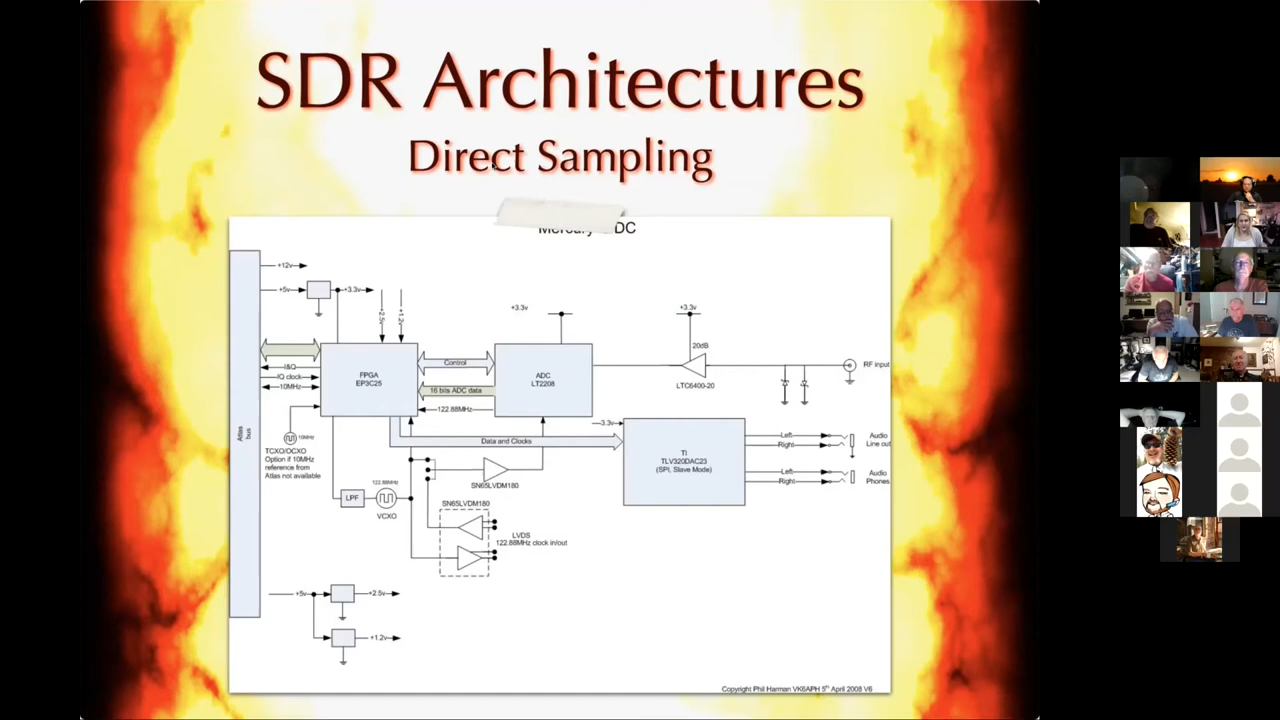 SDR Architectures
Direct Sampling
DC
+12v
+5v
+3.3v
+2.5v
+1.2v
+3.3v
+3.3v
20dB
LTC6400-20
RF input
FPGA
EP3C25
Control
ADC
LT2208
16 bits ADC data
122.88MHz
I&Q
IQ clock
10MHz
Atlas
bus
10MHz
TCXO/OCXO
Option if 10MHz
reference from
Atlas not available
Data and Clocks
3.3v
TI
TLV320DAC23
(SPI, Slave Mode)
Left
Right
Audio
Line out
Left
Right
Audio
Phones
SN65LVDM180
LPF
122.88MHz
VCXO
SN65LVDM180
LVDS
122.88MHz clock in/out
+5v
+2.5v
+1.2v
Copyright Phil Harman VK6APH 5th April 2008 V6